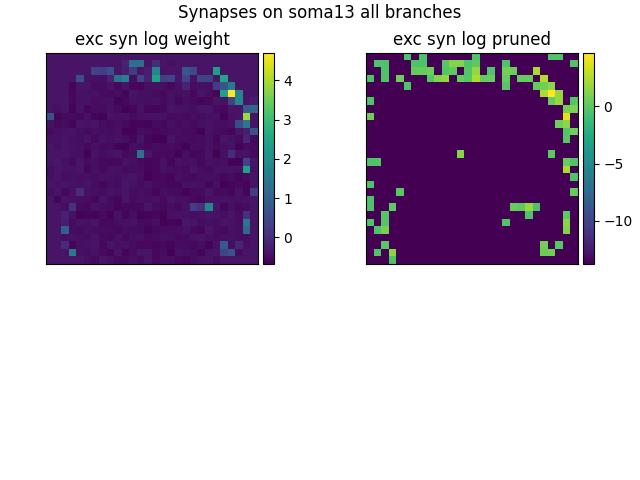 Synapses on soma13 all branches
exc syn log weight
exc syn log pruned
4
3
2
1
0
0
−5
−10